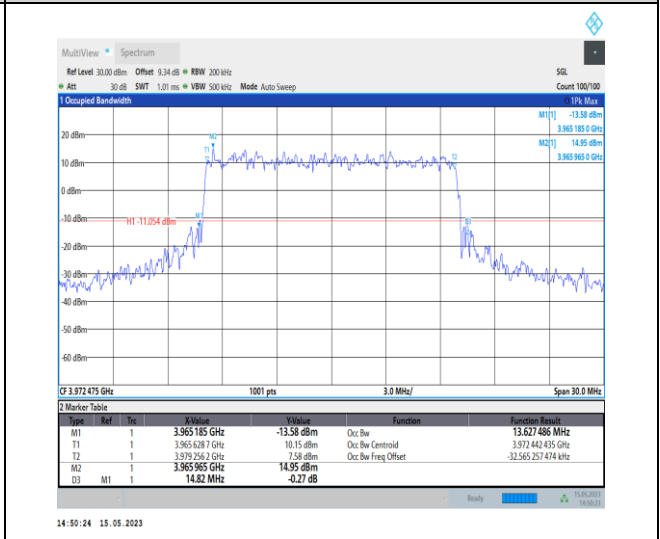 MultiView Spectrum
Ref Level 30.00 dBm Offset 9.34 dB RBW 200 kHz SGL
Att 30 dB SWT 1.01 ms VBW 500 kHz Mode Auto Sweep Count 100/100
1 Occupied Bandwidth 1Pk Max
M1[1] -13.58 dBm
3.965 185 0 GHz
M2[1] 14.95 dBm
3.965 965 0 GHz
20 dBm
M2
T1
T2
10 dBm
0 dBm
-10 dBm
H1 -11.054 dBm
M1
D3
-20 dBm
-30 dBm
-40 dBm
-50 dBm
-60 dBm
CF 3.972 475 GHz 1001 pts 3.0 MHz/ Span 30.0 MHz
2 Marker Table
Type Ref Trc X-Value Y-Value Function Function Result
M1 1 3.965 185 GHz -13.58 dBm Occ Bw 13.627 486 MHz
T1 1 3.965 628 7 GHz 10.15 dBm Occ Bw Centroid 3.972 442 435 GHz
T2 1 3.979 256 2 GHz 7.58 dBm Occ Bw Freq Offset -32.565 257 474 kHz
M2 1 3.965 965 GHz 14.95 dBm
D3 M1 1 14.82 MHz -0.27 dB
Ready 15.05.2023
14:50:23
14:50:24 15.05.2023